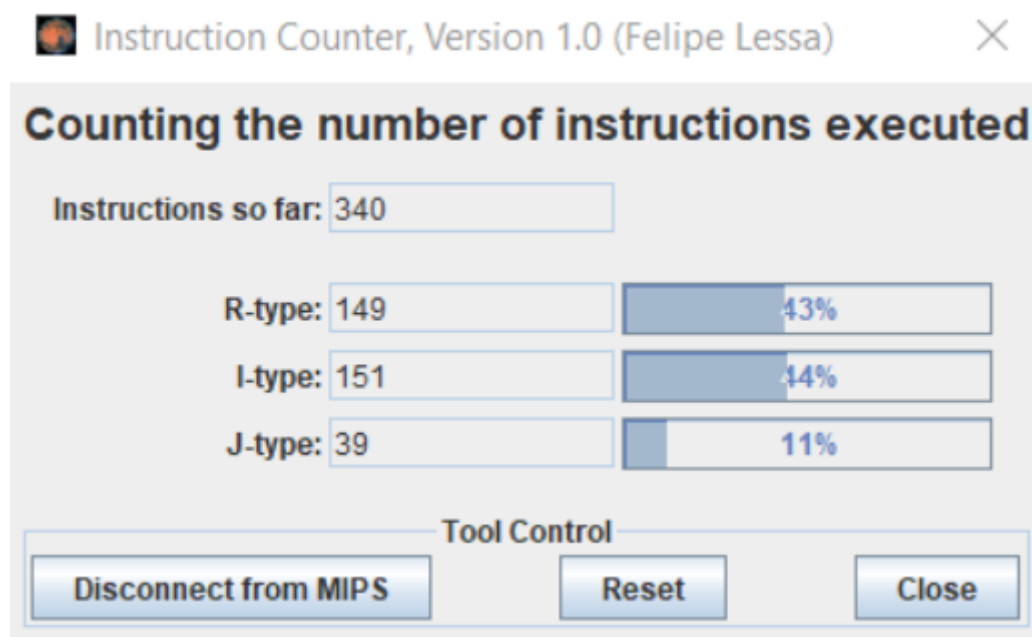 Instruction Counter, Version 1.0 (Felipe Lessa)
Counting the number of instructions executed
Instructions so far: 340
R-type: 149 43%
I-type: 151 44%
J-type: 39 11%
Tool Control
Disconnect from MIPS Reset Close